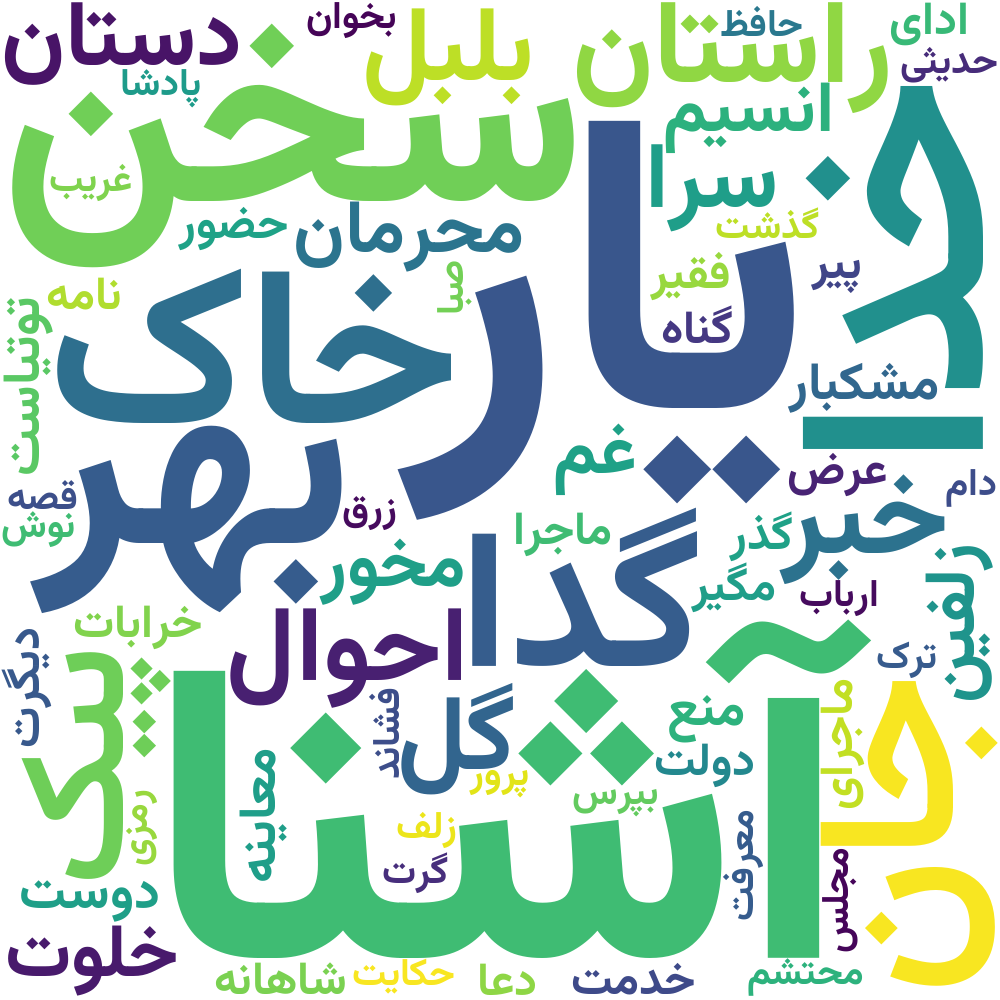 دستان
بخوان
بلبل
راستان
حافظ
ادای
حدیثی
پادشا
سخن
انسیم
خدا
غریب
سرا
یار
محرمان
حضور
گذشت
صبا
فقیر
پیر
نامه
خاک
گناه
توتیاست
مشکبار
بهر
غم
عرض
دام
قصه
زرق
نوش
ماجرا
گذر
خبر
مخور
گدا
مگیر
ارباب
زلفین
خرابات
احوال
آشنا
ترک
دیگرت
پیک
فشاند
گل
منع
ماجرای
جان
معاینه
پرور
دولت
بپرس
رمزی
زلف
معرفت
گرت
مجلس
دوست
خلوت
شاهانه
حکایت
دعا
خدمت
محتشم